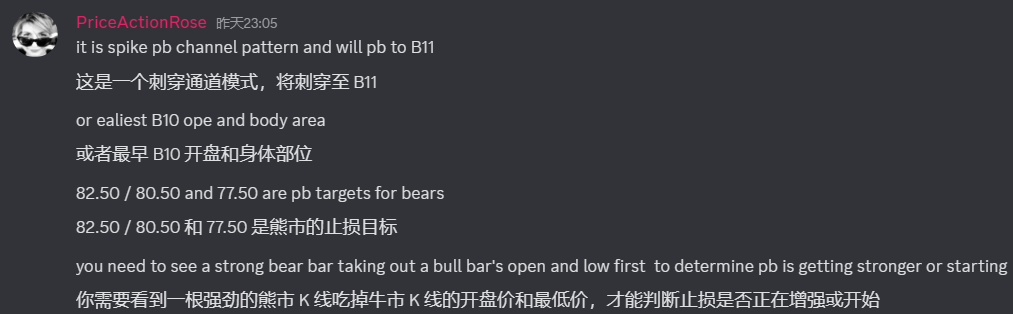 PriceActionRose 昨天23:05
it is spike pb channel pattern and will pb to B11
这是一个刺穿通道模式，将刺穿至 B11
or ealiest B10 ope and body area
或者最早 B10 开盘和身体部位
82.50 / 80.50 and 77.50 are pb targets for bears
82.50 / 80.50 和 77.50 是熊市的止损目标
you need to see a strong bear bar taking out a bull bar's open and low first  to determine pb is getting stronger or starting
你需要看到一根强劲的熊市 K 线吃掉牛市 K 线的开盘价和最低价，才能判断止损是否正在增强或开始